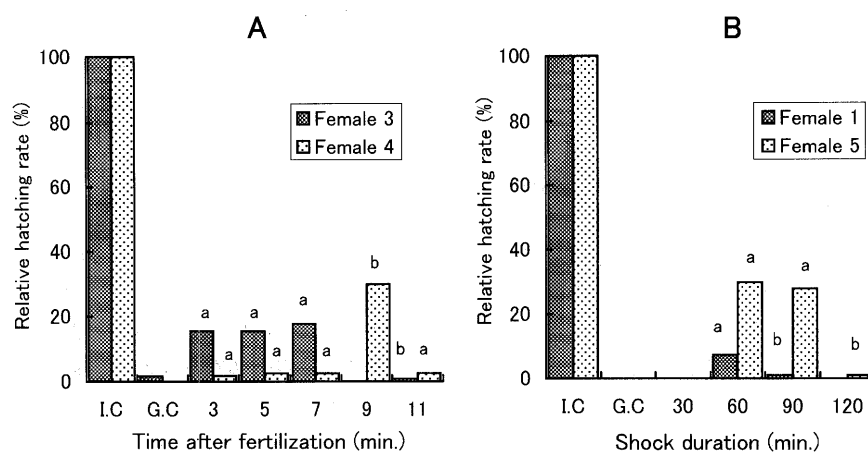 A
Relative hatching rate (%)
100
80
60
40
20
0
Female 3
Female 4
a a a b
a a a b a
I.C G.C 3 5 7 9 11
Time after fertilization (min.)
B
Relative hatching rate (%)
100
80
60
40
20
0
Female 1
Female 5
a a
a b b
I.C G.C 30 60 90 120
Shock duration (min.)